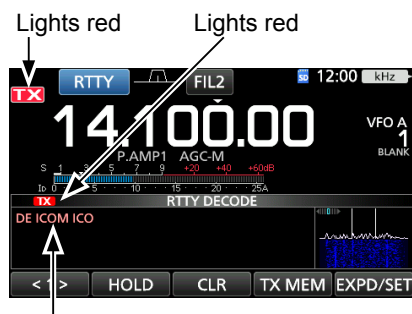 Lights red Lights red
TX RTTY FIL2 SD 12:00 kHz
14.100.00
VFO A
1
BLANK
P.AMP1 AGC-M
S 1 3 5 7 9 +20 +40 +60dB
ID 0 5 10 15 20 25A
TX RTTY DECODE
DE ICOM ICO
< 1 > HOLD CLR TX MEM EXPD/SET